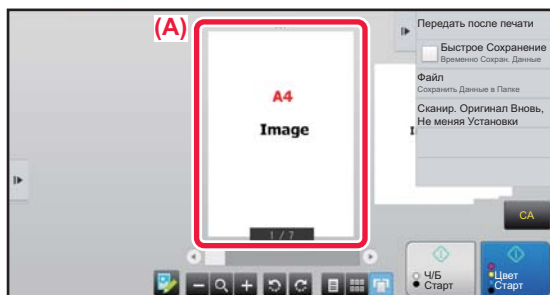 (A)
A4
Image
1 / 7
I
Передать после печати
Быстрое Сохранение
Временно Сохран. Данные
Файл
Сохранить Данные в Папке
Сканир. Оригинал Вновь,
Не меняя Установки
CA
Ч/Б
Старт
Цвет
Старт